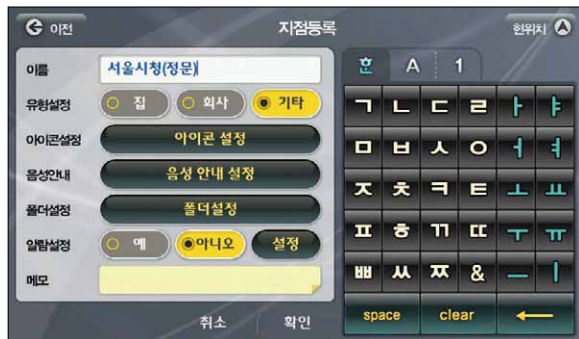 이전 지점등록 현위치
이름 서울시청(정문)
유형설정 집 회사 기타
아이콘설정 아이콘 설정
음성안내 음성 안내 설정
폴더설정 폴더설정
알람설정 예 아니오 설정
메모
취소 확인
한 A 1
ㄱ ㄴ ㄷ ㄹ ㅏ ㅑ
ㅁ ㅂ ㅅ ㅇ ㅓ ㅕ
ㅈ ㅊ ㅋ ㅌ ㅗ ㅛ
ㅍ ㅎ ㄲ ㄸ ㅜ ㅠ
ㅃ ㅆ ㅉ & ㅡ ㅣ
space clear ←